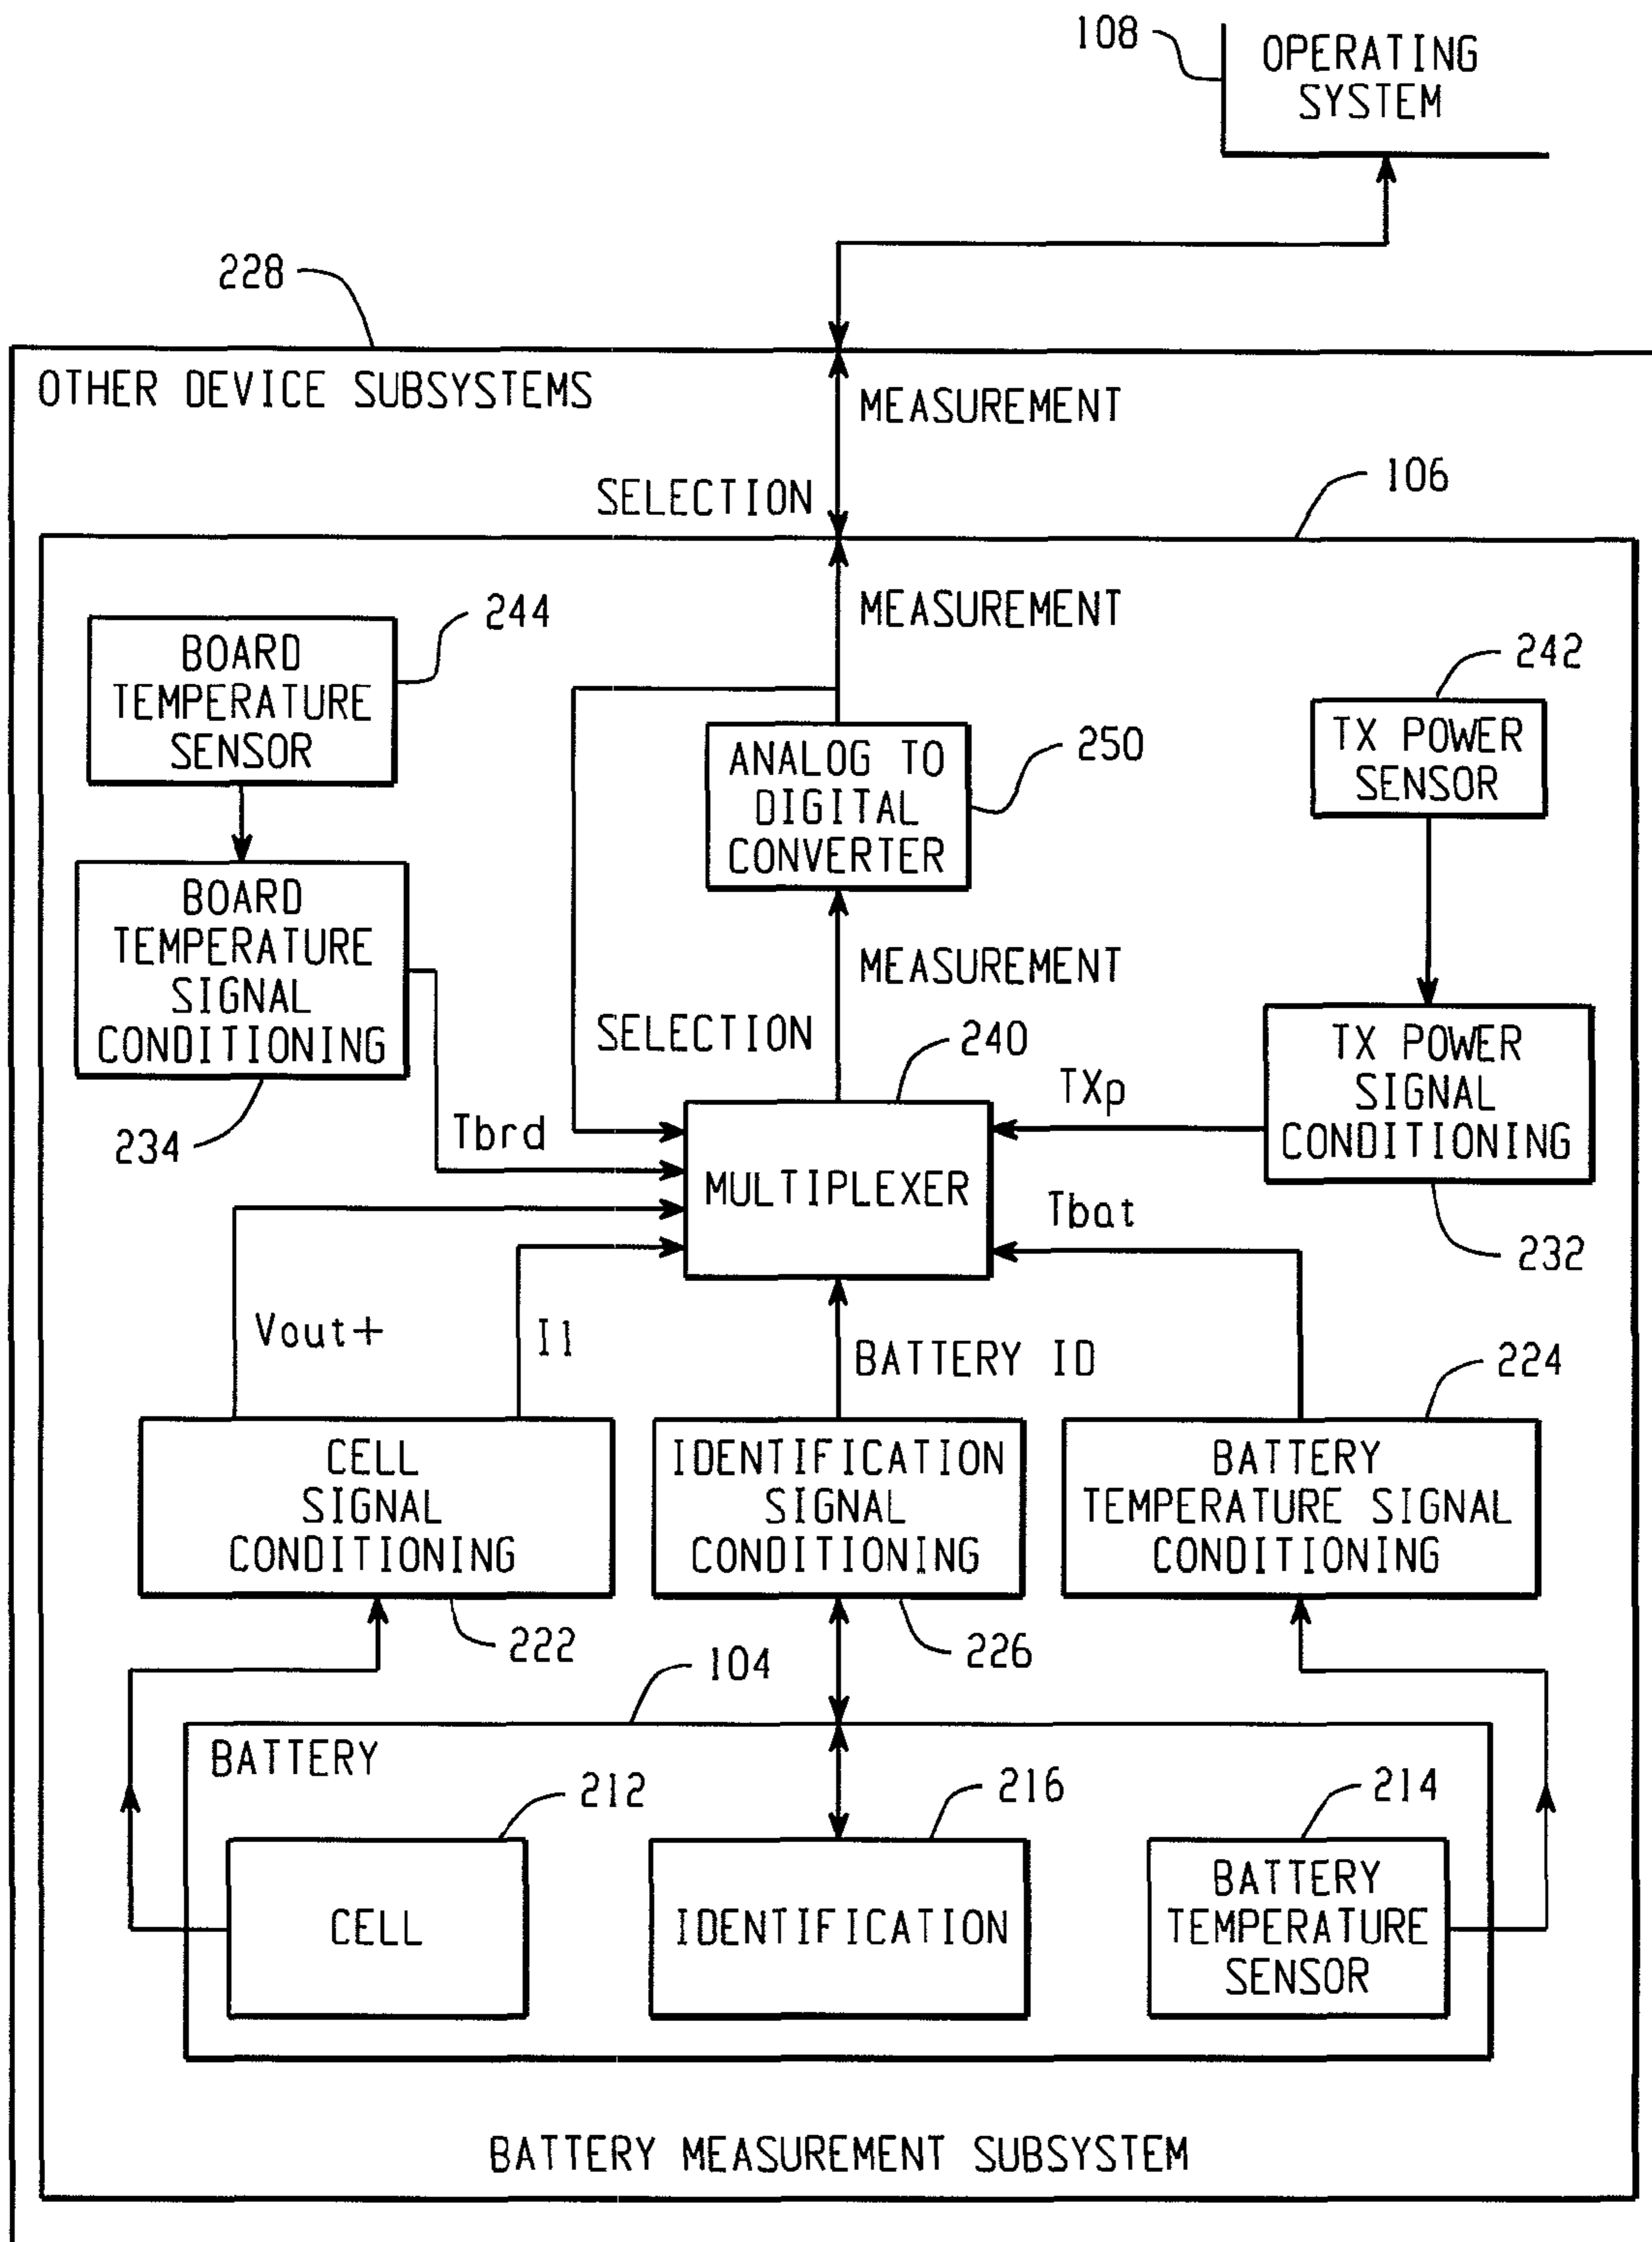 108
OPERATING
SYSTEM
228
OTHER DEVICE SUBSYSTEMS
MEASUREMENT
SELECTION
106
MEASUREMENT
244
BOARD
TEMPERATURE
SENSOR
242
TX POWER
SENSOR
250
ANALOG TO
DIGITAL
CONVERTER
BOARD
TEMPERATURE
SIGNAL
CONDITIONING
234
MEASUREMENT
SELECTION
240
TXp
TX POWER
SIGNAL
CONDITIONING
232
Tbrd
MULTIPLEXER
Tbat
Vout+
I1
BATTERY ID
224
CELL
SIGNAL
CONDITIONING
222
IDENTIFICATION
SIGNAL
CONDITIONING
226
BATTERY
TEMPERATURE SIGNAL
CONDITIONING
104
BATTERY
212
216
214
CELL
IDENTIFICATION
BATTERY
TEMPERATURE
SENSOR
BATTERY MEASUREMENT SUBSYSTEM